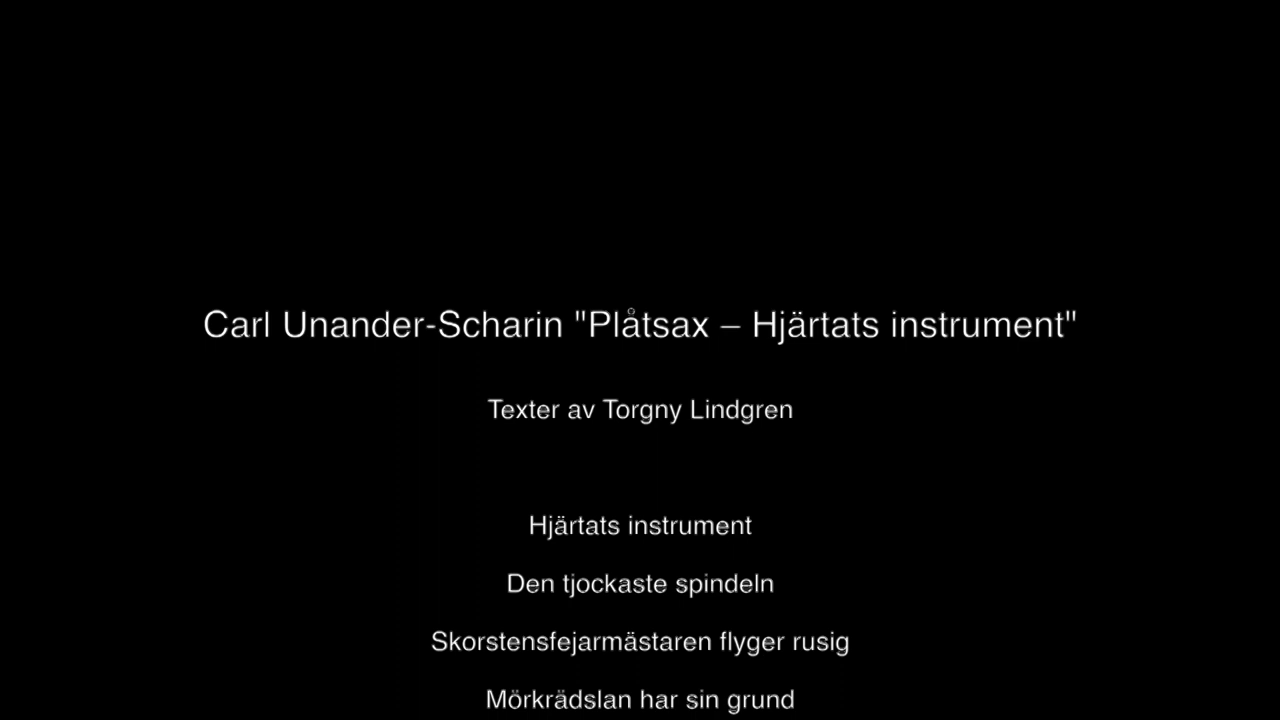 Carl Unander-Scharin "Plåtsax – Hjärtats instrument"
Texter av Torgny Lindgren
Hjärtats instrument
Den tjockaste spindeln
Skorstensfejarmästaren flyger rusig
Mörkrädslan har sin grund